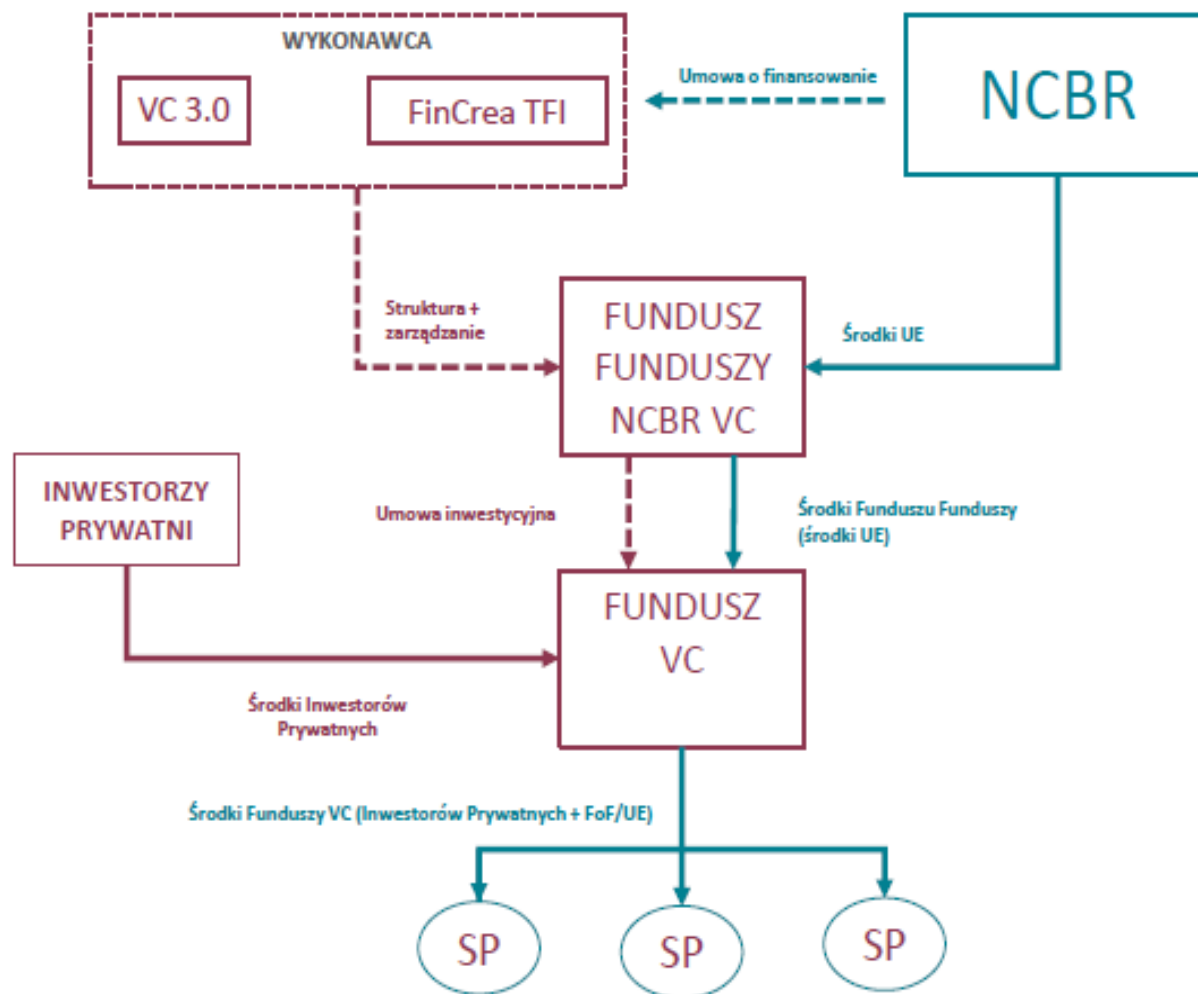 WYKONAWCA
VC 3.0
FinCrea TFI
Umowa o finansowanie
NCBR
Struktura +
zarządzanie
FUNDUSZ
FUNDUSZY
NCBR VC
Środki UE
INWESTORZY
PRYWATNI
Umowa inwestycyjna
Środki Funduszu Funduszy
(środki UE)
FUNDUSZ
VC
Środki Inwestorów
Prywatnych
Środki Funduszy VC (Inwestorów Prywatnych + FoF/UE)
SP
SP
SP